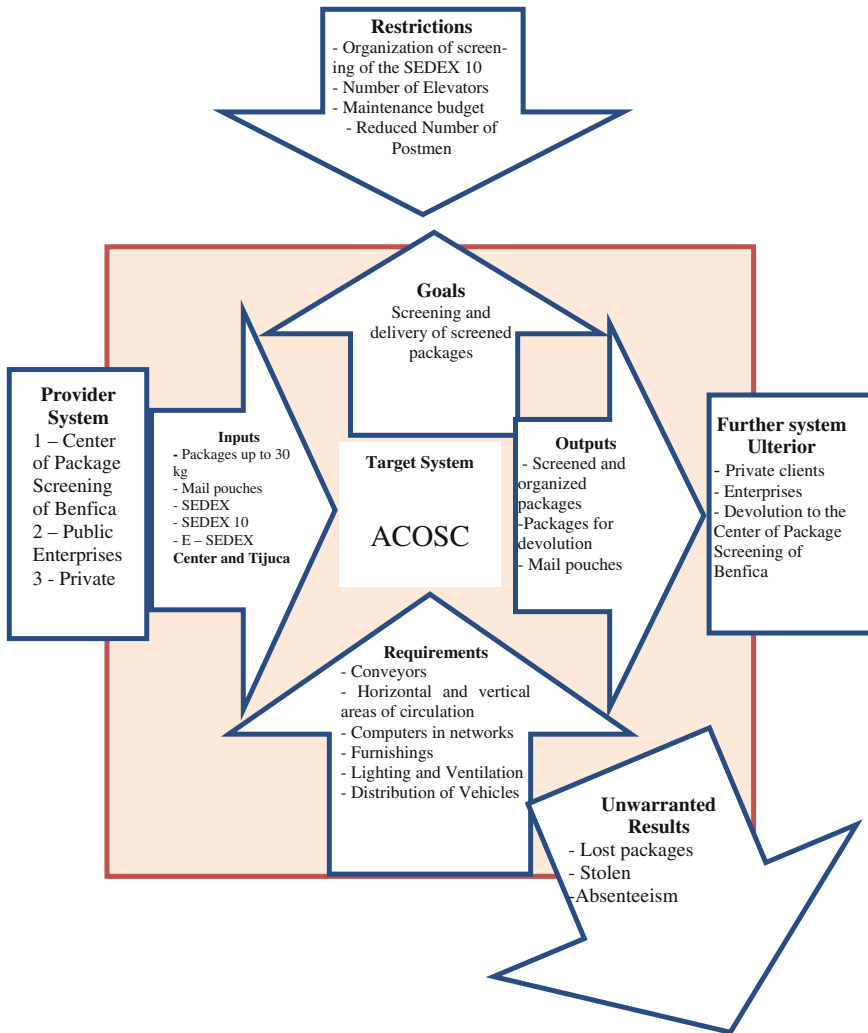 Restrictions
- Organization of screen-
ing of the SEDEX 10
- Number of Elevators
- Maintenance budget
- Reduced Number of
Postmen
Goals
Screening and
delivery of screened
packages
Provider
System
1 – Center
of Package
Screening
of Benfica
2 – Public
Enterprises
3 - Private
Inputs
- Packages up to 30
kg
- Mail pouches
- SEDEX
- SEDEX 10
- E – SEDEX
Center and Tijuca
Target System
ACOSC
Outputs
- Screened and
organized
packages
-Packages for
devolution
- Mail pouches
Further system
Ulterior
- Private clients
- Enterprises
- Devolution to the
Center of Package
Screening of
Benfica
Requirements
- Conveyors
- Horizontal and vertical
areas of circulation
- Computers in networks
- Furnishings
- Lighting and Ventilation
- Distribution of Vehicles
Unwarranted
Results
- Lost packages
- Stolen
-Absenteeism